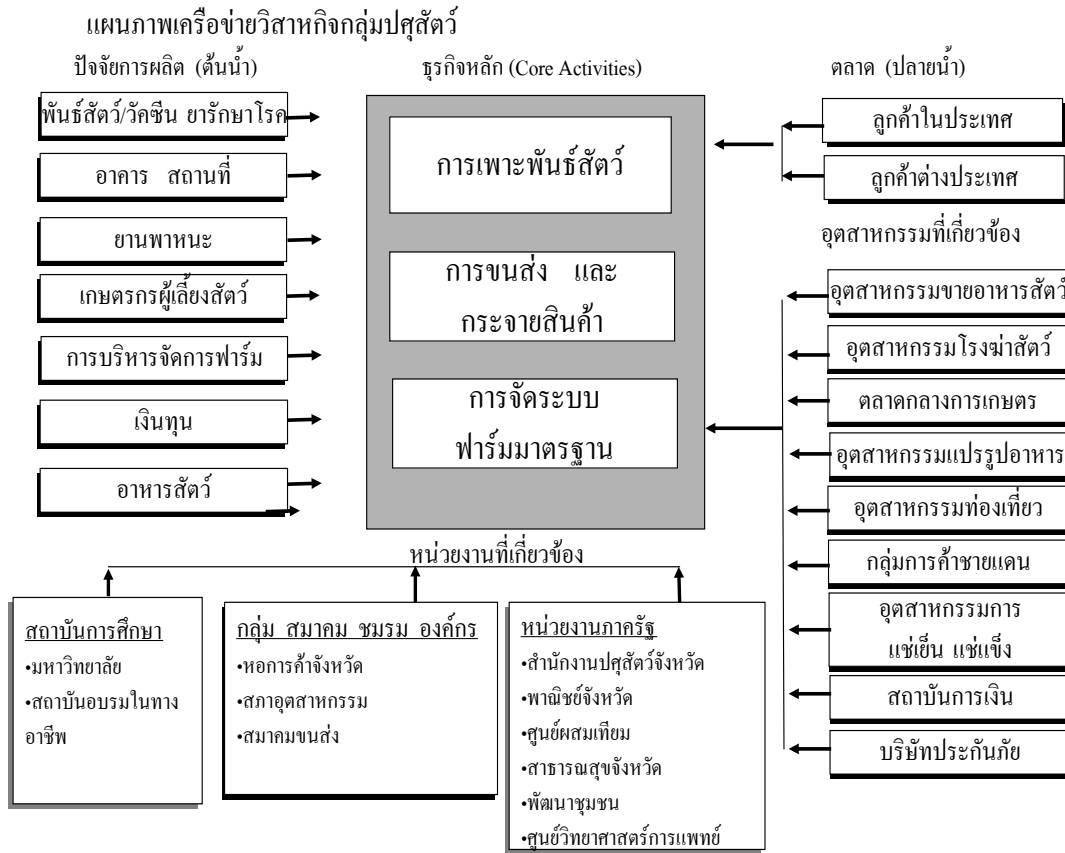 แผนภาพเครือข่ายวิสาหกิจกลุ่มปศุสัตว์
ปัจจัยการผลิต (ต้นน้ำ)
พันธ์สัตว์/วัคซีน ยารักษาโรค
อาคาร สถานที่
ยานพาหนะ
เกษตรกรผู้เลี้ยงสัตว์
การบริหารจัดการฟาร์ม
เงินทุน
อาหารสัตว์
ธุรกิจหลัก (Core Activities)
การเพาะพันธ์สัตว์
การขนส่ง และ
กระจายสินค้า
การจัดระบบ
ฟาร์มมาตรฐาน
ตลาด (ปลายน้ำ)
ลูกค้าในประเทศ
ลูกค้าต่างประเทศ
อุตสาหกรรมที่เกี่ยวข้อง
อุตสาหกรรมขายอาหารสัตว์
อุตสาหกรรมโรงฆ่าสัตว์
ตลาดกลางการเกษตร
อุตสาหกรรมแปรรูปอาหาร
อุตสาหกรรมท่องเที่ยว
กลุ่มการค้าชายแดน
อุตสาหกรรมการ
แช่เย็น แช่แข็ง
สถาบันการเงิน
บริษัทประกันภัย
หน่วยงานที่เกี่ยวข้อง
สถาบันการศึกษา
•มหาวิทยาลัย
•สถาบันอบรมในทาง
อาชีพ
กลุ่ม สมาคม ชมรม องค์กร
•หอการค้าจังหวัด
•สภาอุตสาหกรรม
•สมาคมขนส่ง
หน่วยงานภาครัฐ
•สำนักงานปศุสัตว์จังหวัด
•พาณิชย์จังหวัด
•ศูนย์ผสมเทียม
•สาธารณสุขจังหวัด
•พัฒนาชุมชน
•ศูนย์วิทยาศาสตร์การแพทย์